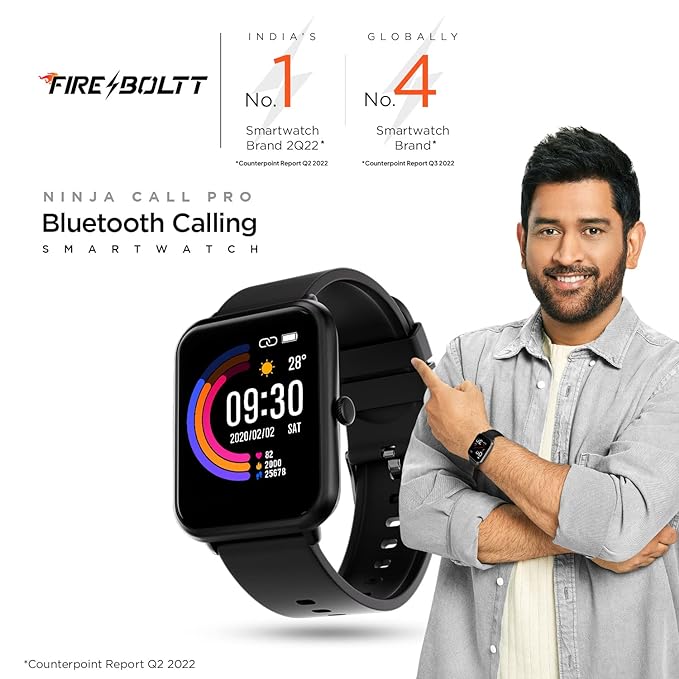 FIRE BOLTT
INDIA'S
No.1
Smartwatch
Brand 2Q22*
*Counterpoint Report Q2 2022
GLOBALLY
No.4
Smartwatch
Brand*
*Counterpoint Report Q3 2022
NINJA CALL PRO
Bluetooth Calling
SMARTWATCH
28°
09:30
2020/02/02 SAT
82
2000
25678
*Counterpoint Report Q2 2022